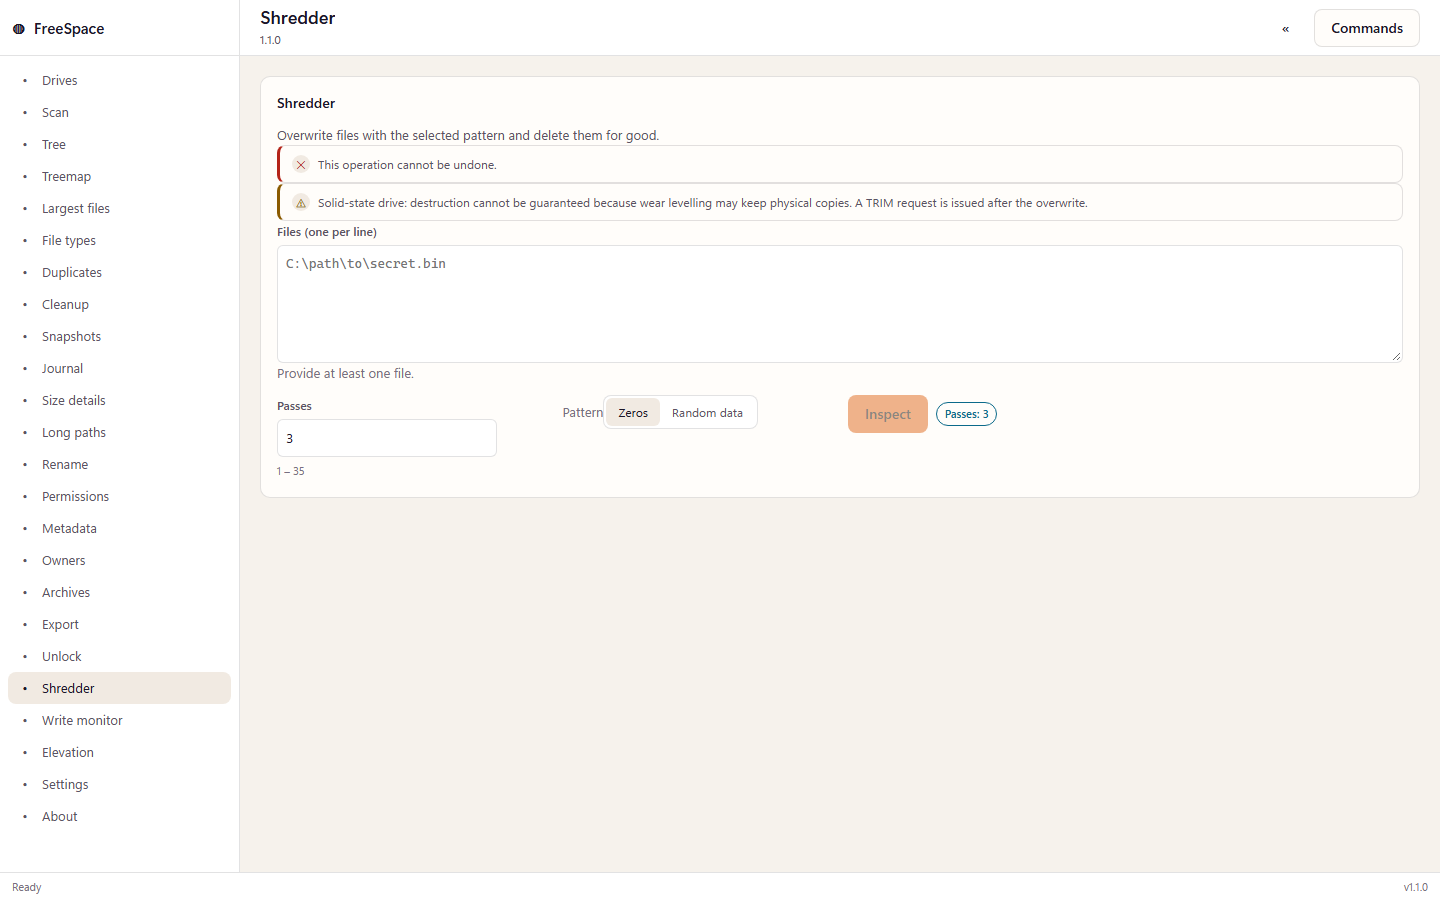 FreeSpace
Shredder
1.1.0
«
Commands
• Drives
• Scan
• Tree
• Treemap
• Largest files
• File types
• Duplicates
• Cleanup
• Snapshots
• Journal
• Size details
• Long paths
• Rename
• Permissions
• Metadata
• Owners
• Archives
• Export
• Unlock
• Shredder
• Write monitor
• Elevation
• Settings
• About
Shredder
Overwrite files with the selected pattern and delete them for good.
This operation cannot be undone.
Solid-state drive: destruction cannot be guaranteed because wear levelling may keep physical copies. A TRIM request is issued after the overwrite.
Files (one per line)
C:\path\to\secret.bin
Provide at least one file.
Passes
3
1 – 35
Pattern Zeros Random data
Inspect
Passes: 3
Ready
v1.1.0